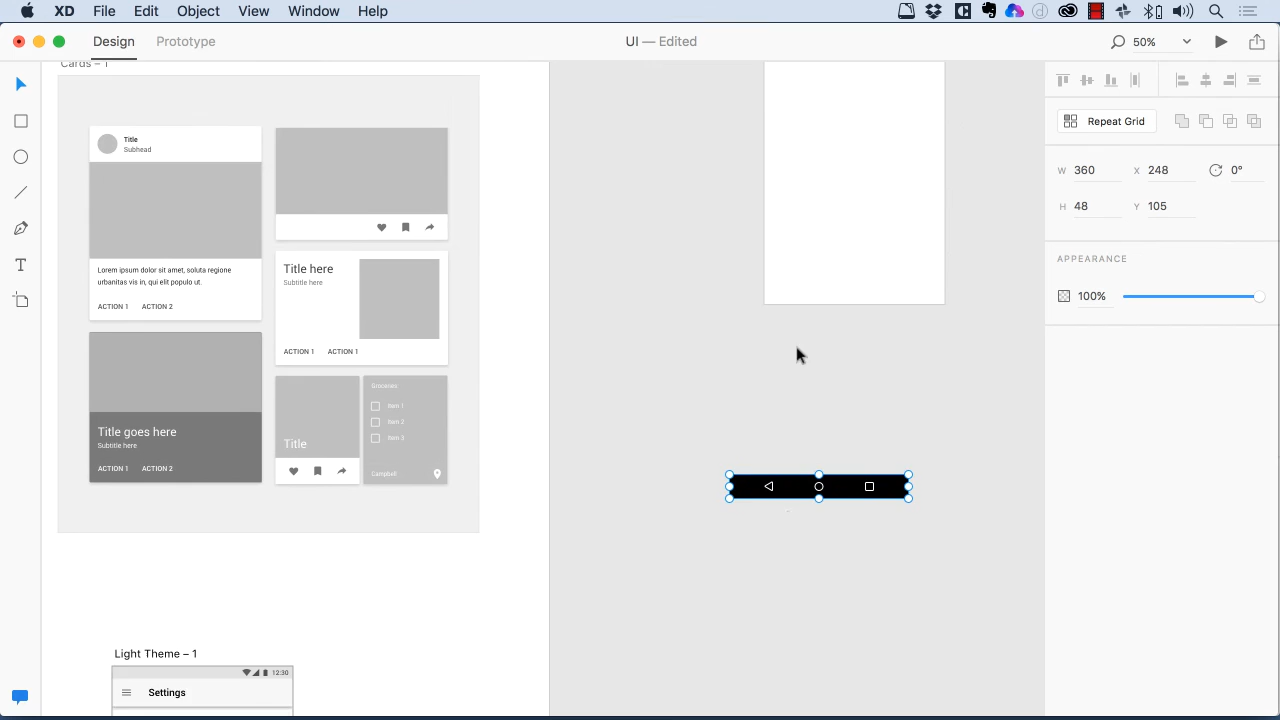 XD File Edit Object View Window Help
Design Prototype
UI — Edited
50%
Cards – 1
Title
Subhead
Lorem ipsum dolor sit amet, soluta regione
urbanitas vis in, qui elit populo ut.
ACTION 1 ACTION 2
Title goes here
Subtitle here
ACTION 1 ACTION 2
Title here
Subtitle here
ACTION 1 ACTION 1
Title
Groceries
Item 1
Item 2
Item 3
Campbell
Light Theme – 1
12:30
Settings
Repeat Grid
W 360 X 248 0°
H 48 Y 105
APPEARANCE
100%